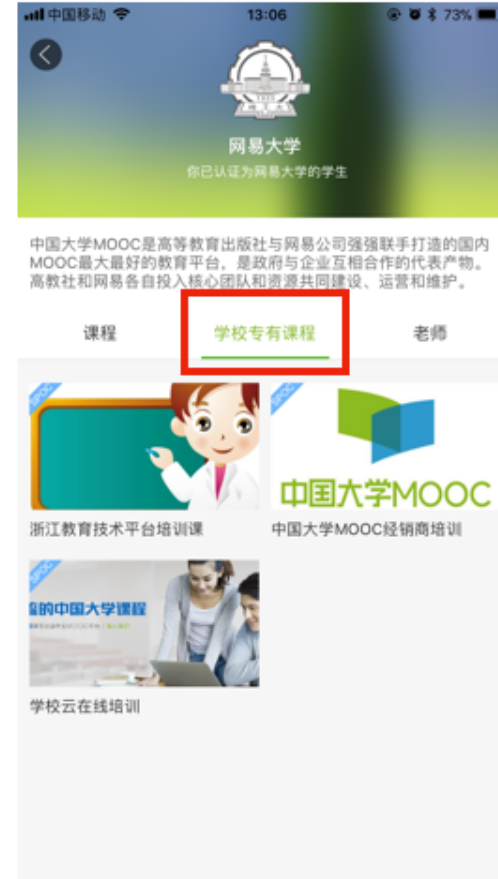 中国移动 13:06 73%
网易大学
你已认证为网易大学的学生
中国大学MOOC是高等教育出版社与网易公司强强联手打造的国内
MOOC最大最好的教育平台，是政府与企业互相合作的代表产物。
高教社和网易各自投入核心团队和资源共同建设、运营和维护。
课程 学校专有课程 老师
SPOC
SPOC
中国大学MOOC
浙江教育技术平台培训课 中国大学MOOC经销商培训
SPOC
的中国大学课程
学校云在线培训